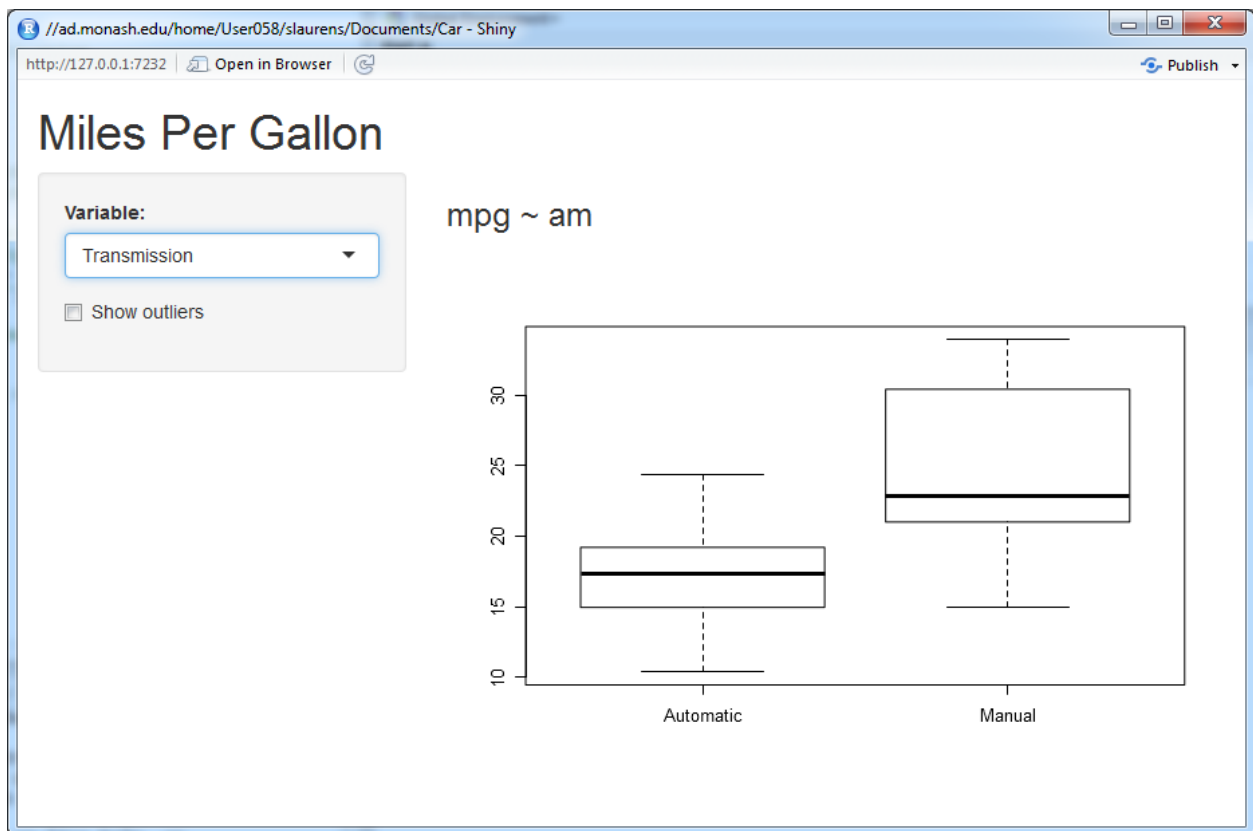 //ad.monash.edu/home/User058/slaurens/Documents/Car - Shiny
http://127.0.0.1:7232 Open in Browser Publish
Miles Per Gallon
Variable:
Transmission
Show outliers
mpg ~ am
30
25
20
15
10
Automatic Manual